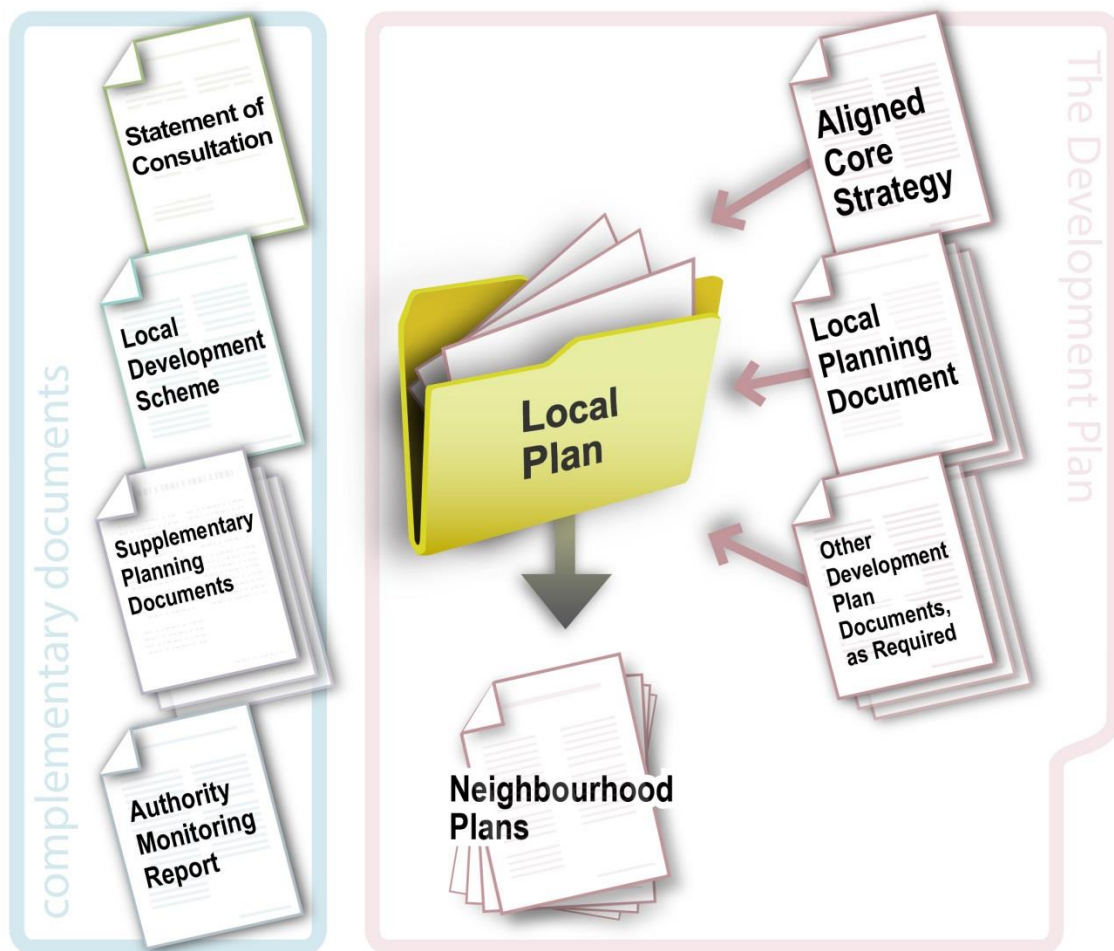 complementary documents
Statement of
Consultation
Local
Development
Scheme
Supplementary
Planning
Documents
Authority
Monitoring
Report
The Development Plan
Aligned
Core
Strategy
Local
Planning
Document
Other
Development
Plan
Documents,
as Required
Local
Plan
Neighbourhood
Plans